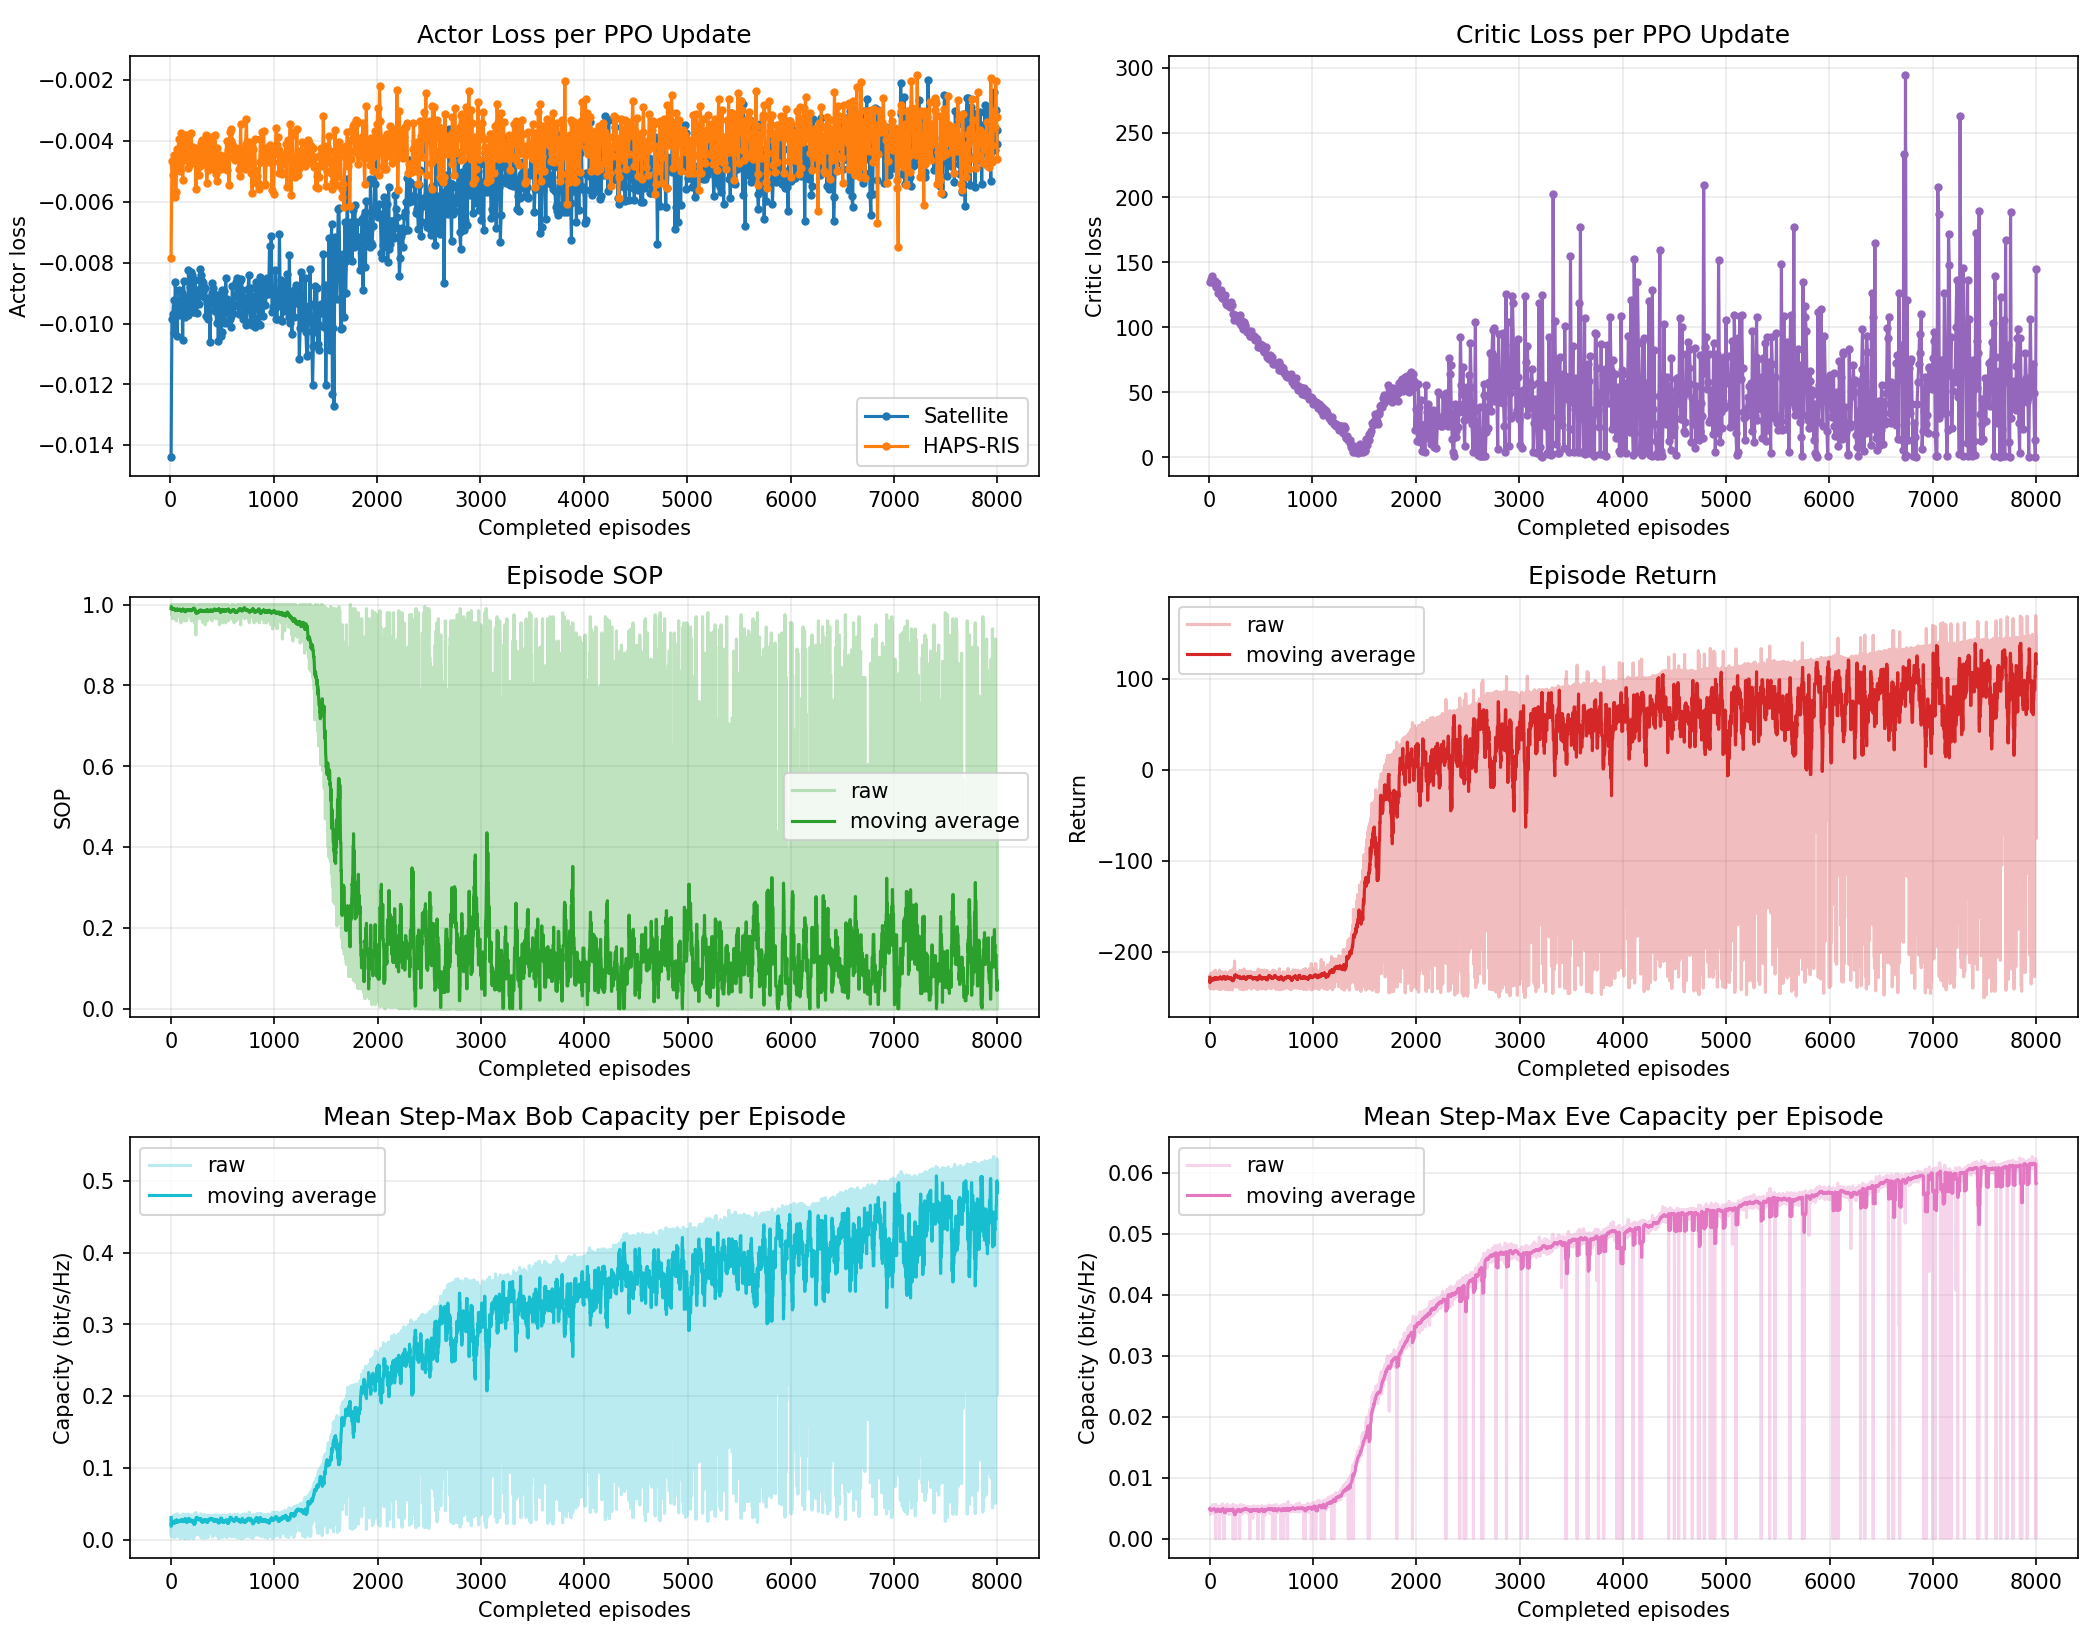 Actor Loss per PPO Update
−0.002
−0.004
−0.006
−0.008
−0.010
−0.012
−0.014
Actor loss
Satellite
HAPS-RIS
0 1000 2000 3000 4000 5000 6000 7000 8000
Completed episodes
Critic Loss per PPO Update
300
250
200
150
100
50
0
Critic loss
0 1000 2000 3000 4000 5000 6000 7000 8000
Completed episodes
Episode SOP
1.0
0.8
0.6
0.4
0.2
0.0
SOP
raw
moving average
0 1000 2000 3000 4000 5000 6000 7000 8000
Completed episodes
Episode Return
100
0
−100
−200
Return
raw
moving average
0 1000 2000 3000 4000 5000 6000 7000 8000
Completed episodes
Mean Step-Max Bob Capacity per Episode
0.5
0.4
0.3
0.2
0.1
0.0
Capacity (bit/s/Hz)
raw
moving average
0 1000 2000 3000 4000 5000 6000 7000 8000
Completed episodes
Mean Step-Max Eve Capacity per Episode
0.06
0.05
0.04
0.03
0.02
0.01
0.00
Capacity (bit/s/Hz)
raw
moving average
0 1000 2000 3000 4000 5000 6000 7000 8000
Completed episodes